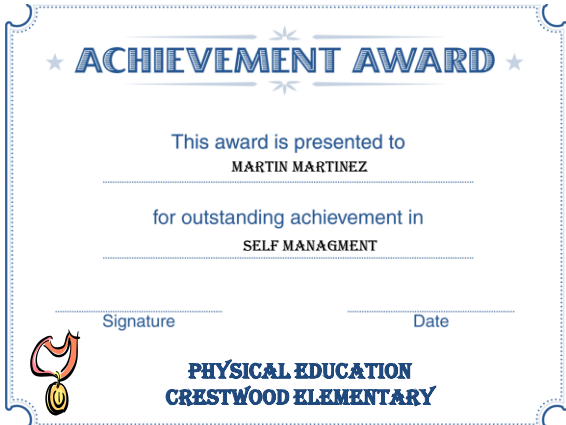 ACHIEVEMENT AWARD
This award is presented to
MARTIN MARTINEZ
for outstanding achievement in
SELF MANAGMENT
Signature Date
PHYSICAL EDUCATION
CRESTWOOD ELEMENTARY